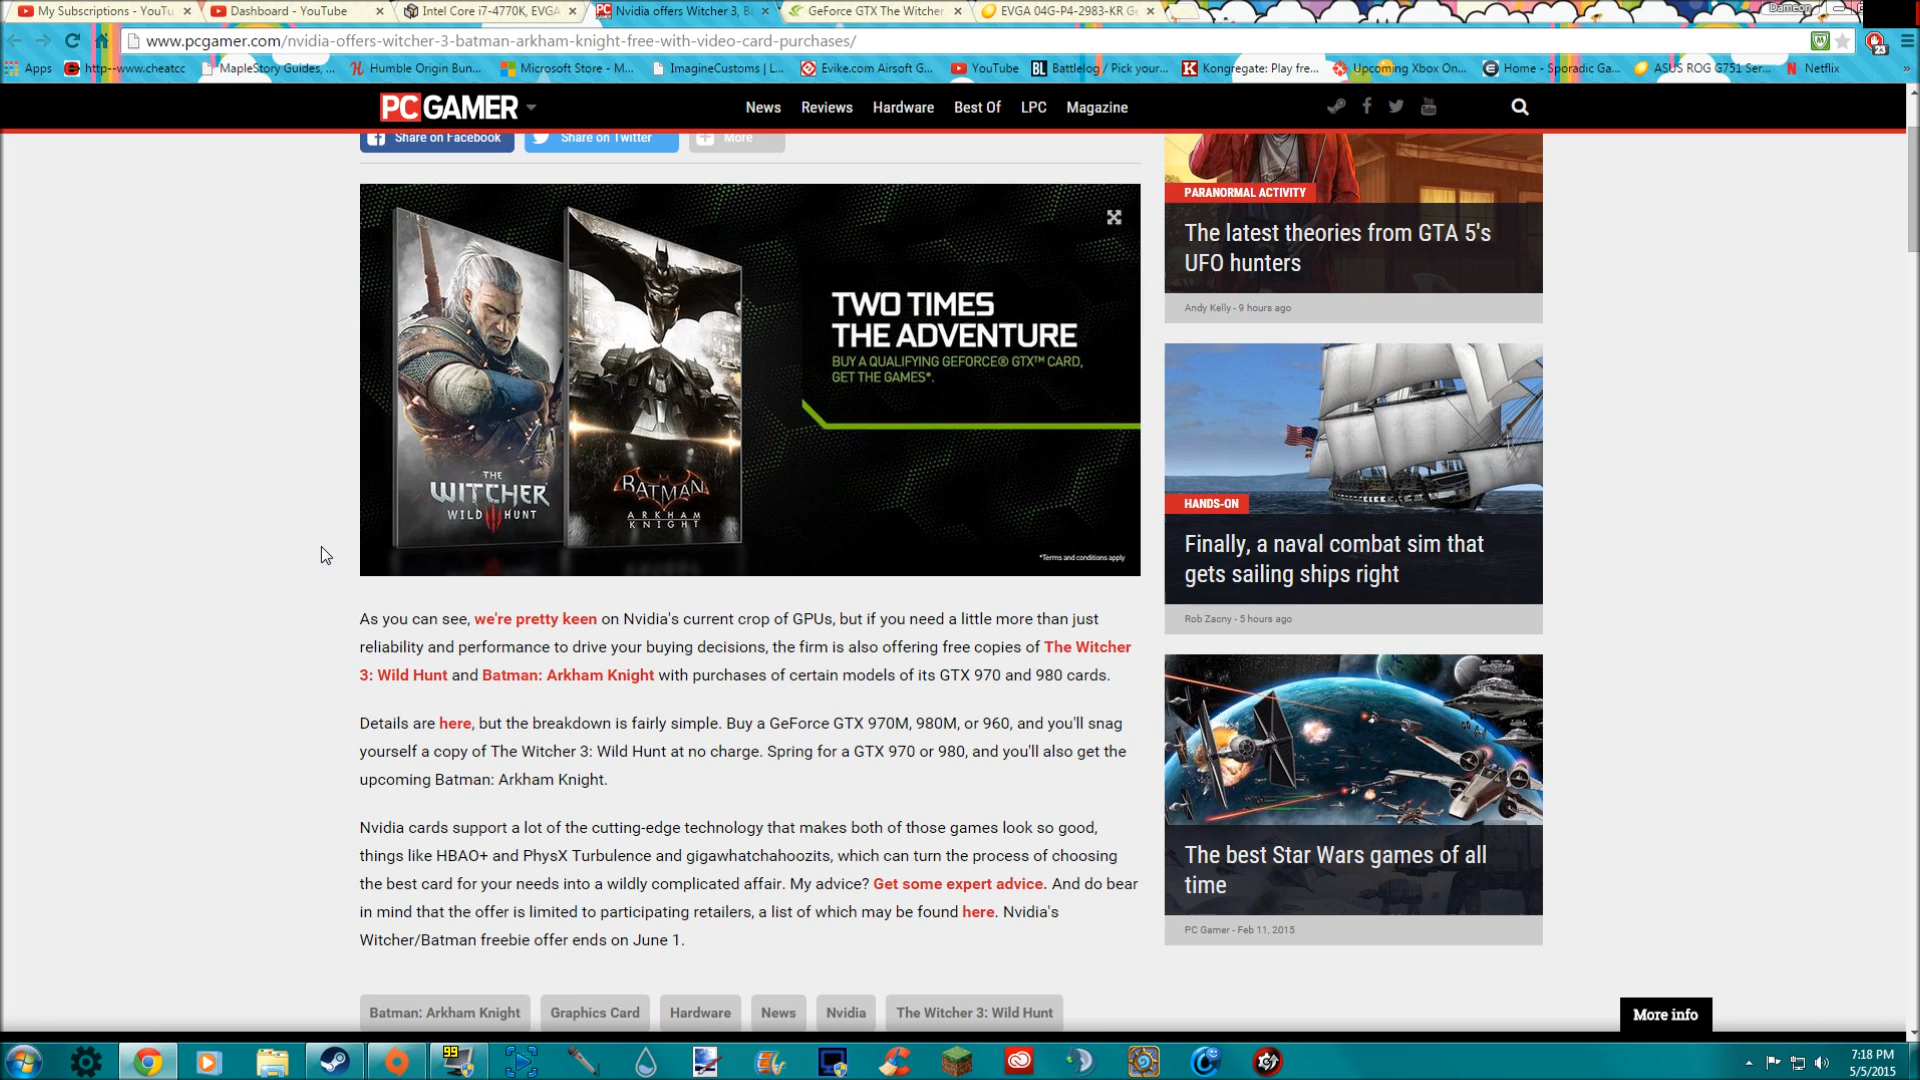 My Subscriptions - YouTu
Dashboard - YouTube
Intel Core i7-4770K, EVGA
Nvidia offers Witcher 3, B
GeForce GTX The Witcher
EVGA 04G-P4-2983-KR Ge
Dameon
www.pcgamer.com/nvidia-offers-witcher-3-batman-arkham-knight-free-with-video-card-purchases/
23
Apps
http--www.cheatcc
MapleStory Guides, ...
Humble Origin Bun...
Microsoft Store - M...
ImagineCustoms | L...
Evike.com Airsoft G...
YouTube
BL Battlelog / Pick your...
Kongregate: Play fre...
Upcoming Xbox On...
Home - Sporadic Ga...
ASUS ROG G751 Ser...
Netflix
»
PC GAMER
News
Reviews
Hardware
Best Of
LPC
Magazine
Share on Facebook
Share on Twitter
More
TWO TIMES
THE ADVENTURE
BUY A QUALIFYING GEFORCE® GTX™ CARD,
GET THE GAMES*.
THE
WITCHER
WILD HUNT
BATMAN
ARKHAM
KNIGHT
*Terms and conditions apply
As you can see, we're pretty keen on Nvidia's current crop of GPUs, but if you need a little more than just
reliability and performance to drive your buying decisions, the firm is also offering free copies of The Witcher
3: Wild Hunt and Batman: Arkham Knight with purchases of certain models of its GTX 970 and 980 cards.
Details are here, but the breakdown is fairly simple. Buy a GeForce GTX 970M, 980M, or 960, and you'll snag
yourself a copy of The Witcher 3: Wild Hunt at no charge. Spring for a GTX 970 or 980, and you'll also get the
upcoming Batman: Arkham Knight.
Nvidia cards support a lot of the cutting-edge technology that makes both of those games look so good,
things like HBAO+ and PhysX Turbulence and gigawhatchahoozits, which can turn the process of choosing
the best card for your needs into a wildly complicated affair. My advice? Get some expert advice. And do bear
in mind that the offer is limited to participating retailers, a list of which may be found here. Nvidia's
Witcher/Batman freebie offer ends on June 1.
Batman: Arkham Knight
Graphics Card
Hardware
News
Nvidia
The Witcher 3: Wild Hunt
PARANORMAL ACTIVITY
The latest theories from GTA 5's
UFO hunters
Andy Kelly - 9 hours ago
HANDS-ON
Finally, a naval combat sim that
gets sailing ships right
Rob Zacny - 5 hours ago
The best Star Wars games of all
time
PC Gamer - Feb 11, 2015
More info
99
7:18 PM
5/5/2015